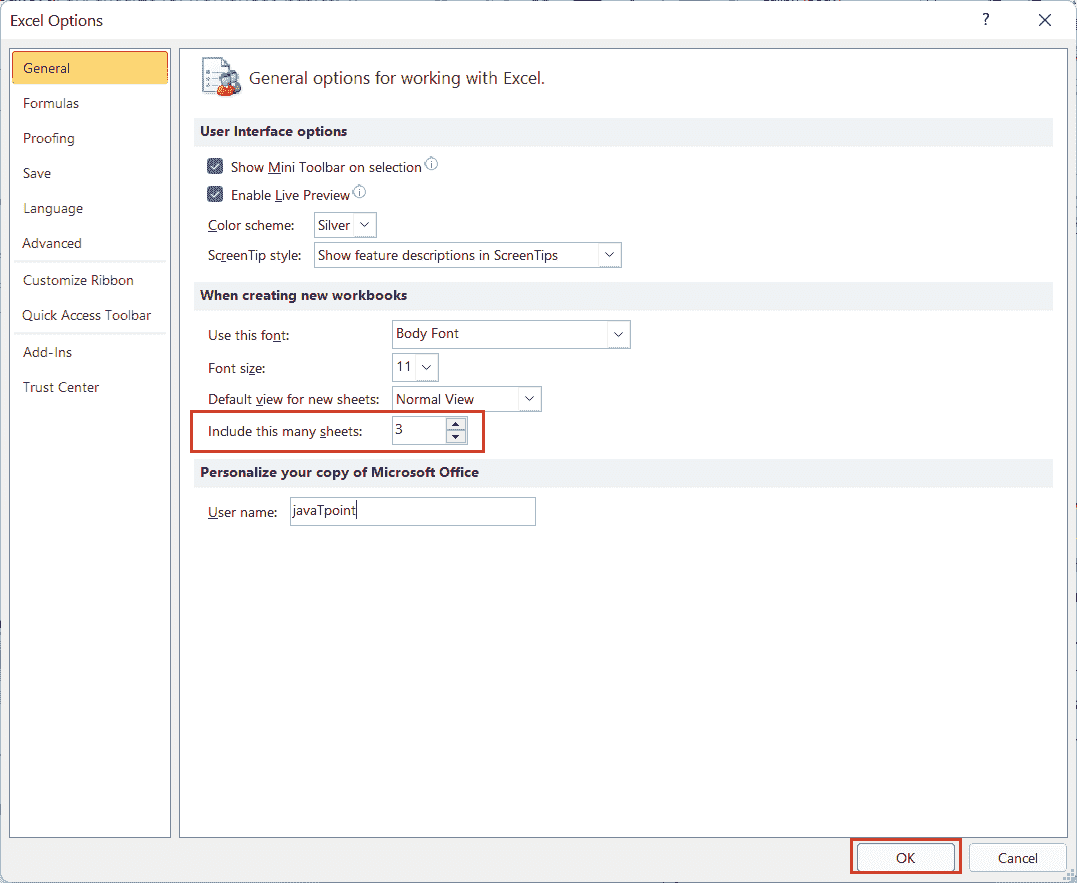 Excel Options ?
General
Formulas
Proofing
Save
Language
Advanced
Customize Ribbon
Quick Access Toolbar
Add-Ins
Trust Center
General options for working with Excel.
User Interface options
Show Mini Toolbar on selection
Enable Live Preview
Color scheme: Silver
ScreenTip style: Show feature descriptions in ScreenTips
When creating new workbooks
Use this font: Body Font
Font size: 11
Default view for new sheets: Normal View
Include this many sheets: 3
Personalize your copy of Microsoft Office
User name: javaTpoint
OK Cancel